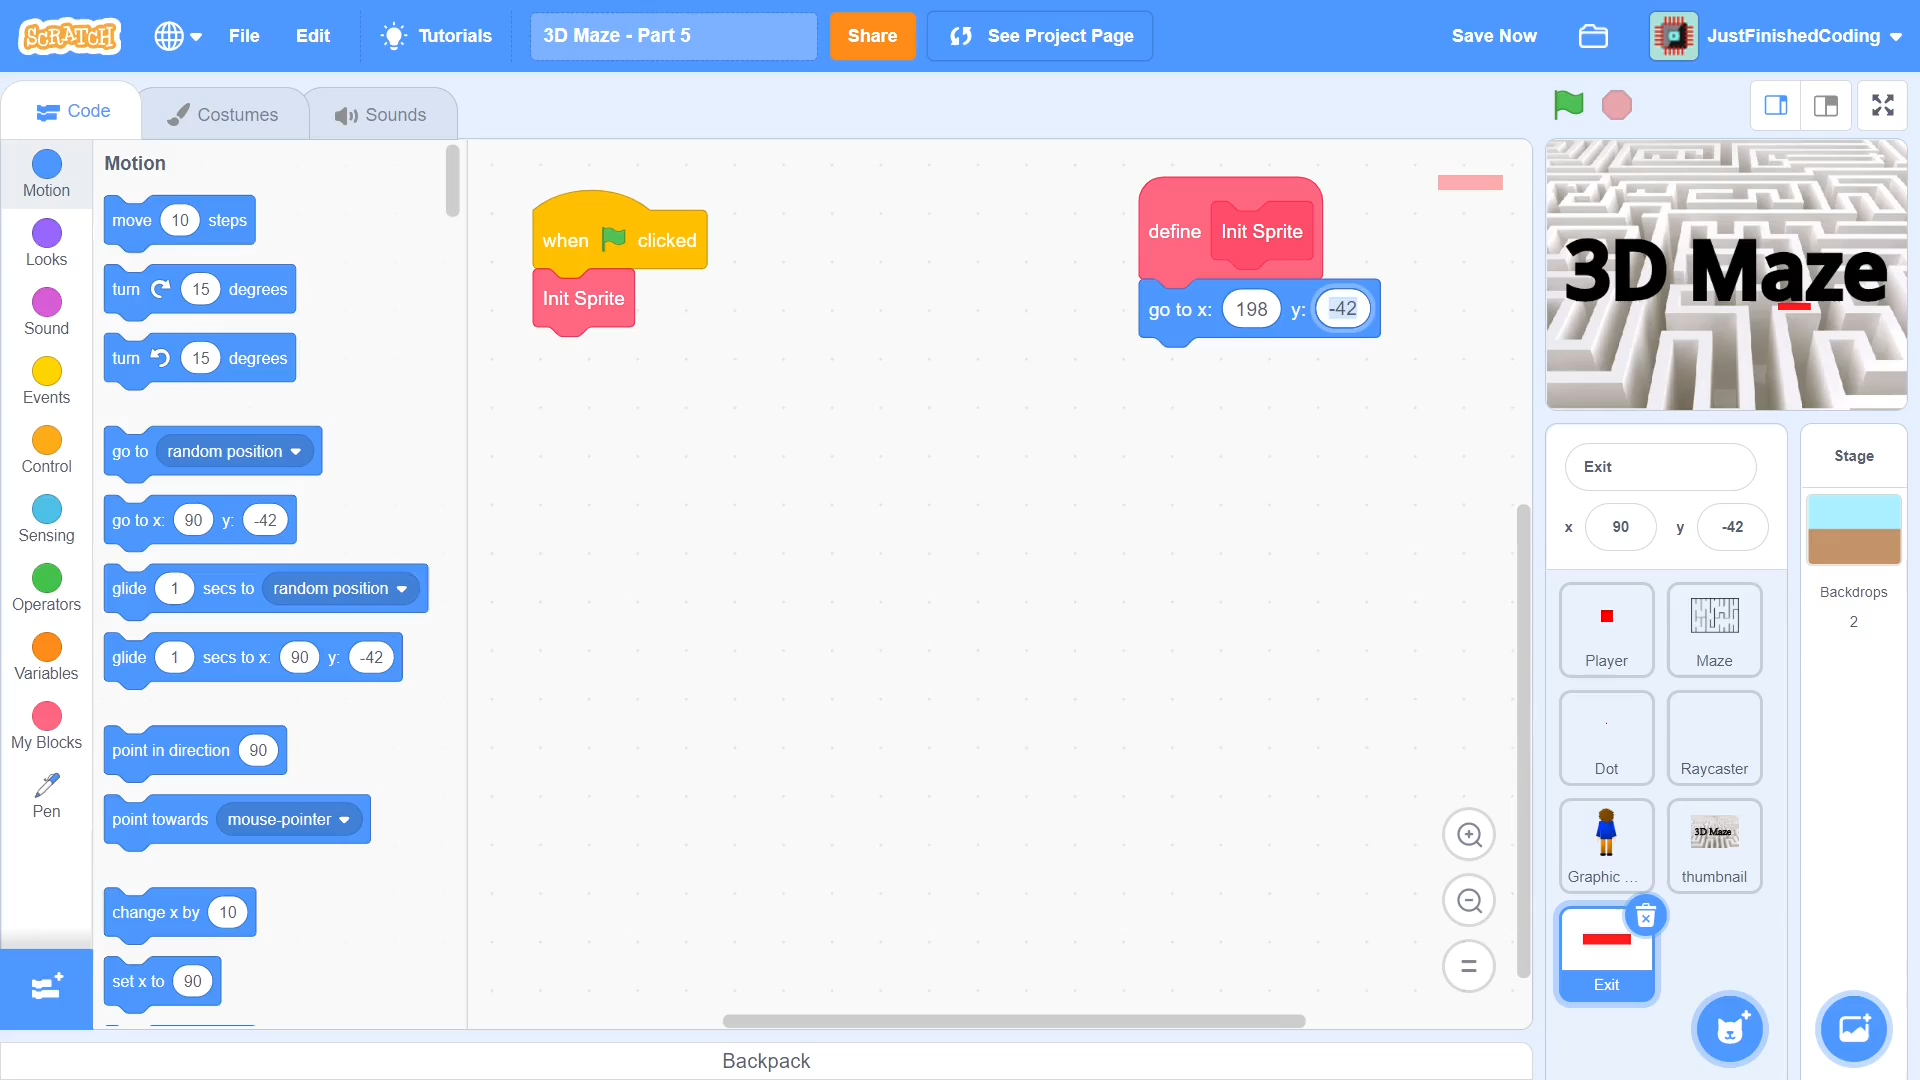 SCRATCH
File
Edit
Tutorials
3D Maze - Part 5
Share
See Project Page
Save Now
JustFinishedCoding
Code
Costumes
Sounds
Motion
Looks
Sound
Events
Control
Sensing
Operators
Variables
My Blocks
Pen
Motion
move 10 steps
turn 15 degrees
turn 15 degrees
go to random position
go to x: 90 y: -42
glide 1 secs to random position
glide 1 secs to x: 90 y: -42
point in direction 90
point towards mouse-pointer
change x by 10
set x to 90
when clicked
Init Sprite
define Init Sprite
go to x: 198 y: -42
Backpack
3D Maze
Exit
x 90 y -42
Player
Maze
Dot
Raycaster
Graphic ...
3D Maze
thumbnail
Exit
Stage
Backdrops
2